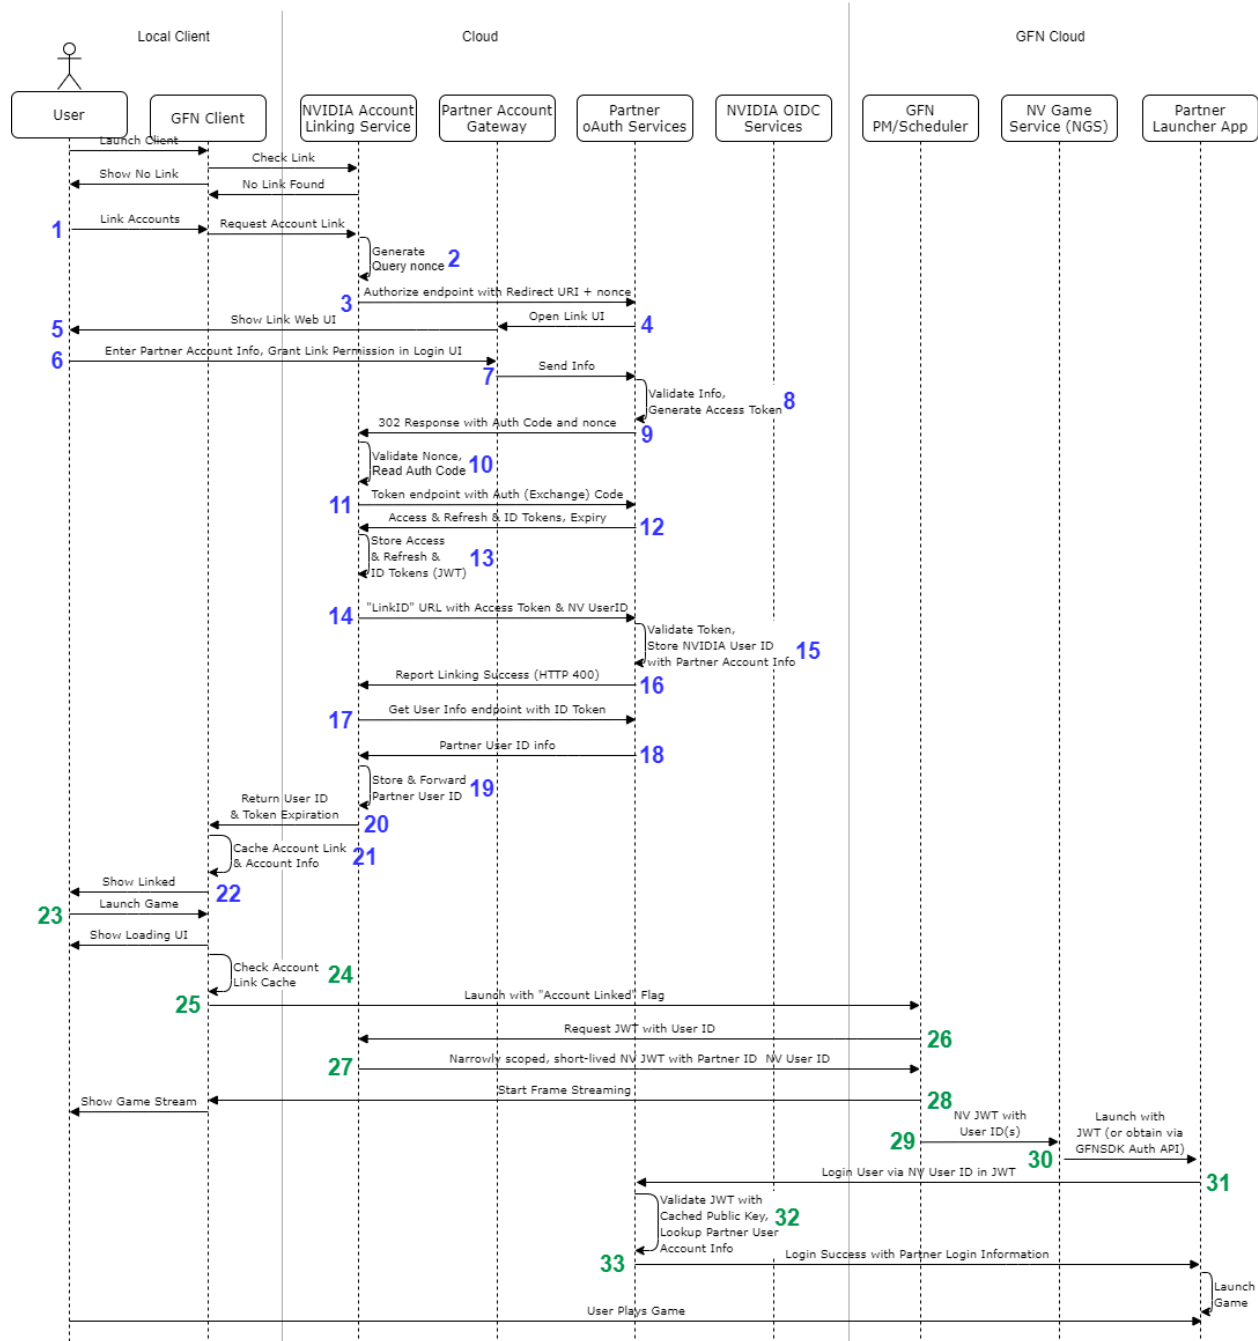 Local Client
Cloud
GFN Cloud
User
GFN Client
NVIDIA Account
Linking Service
Partner Account
Gateway
Partner
oAuth Services
NVIDIA OIDC
Services
GFN
PM/Scheduler
NV Game
Service (NGS)
Partner
Launcher App
Launch Client
Check Link
Show No Link
No Link Found
1
Link Accounts
Request Account Link
Generate
Query nonce
2
3
Authorize endpoint with Redirect URI + nonce
4
Open Link UI
5
Show Link Web UI
6
Enter Partner Account Info, Grant Link Permission in Login UI
7
Send Info
Validate Info,
Generate Access Token
8
302 Response with Auth Code and nonce
9
Validate Nonce,
Read Auth Code
10
11
Token endpoint with Auth (Exchange) Code
Access & Refresh & ID Tokens, Expiry
12
Store Access
& Refresh &
ID Tokens (JWT)
13
14
"LinkID" URL with Access Token & NV UserID
Validate Token,
Store NVIDIA User ID
with Partner Account Info
15
Report Linking Success (HTTP 400)
16
17
Get User Info endpoint with ID Token
Partner User ID info
18
Store & Forward
Partner User ID
19
Return User ID
& Token Expiration
20
Cache Account Link
& Account Info
21
Show Linked
22
23
Launch Game
Show Loading UI
Check Account
Link Cache
24
25
Launch with "Account Linked" Flag
Request JWT with User ID
26
27
Narrowly scoped, short-lived NV JWT with Partner ID NV User ID
Start Frame Streaming
28
Show Game Stream
29
NV JWT with
User ID(s)
30
Launch with
JWT (or obtain via
GFNSDK Auth API)
Login User via NV User ID in JWT
31
Validate JWT with
Cached Public Key,
Lookup Partner User
Account Info
32
33
Login Success with Partner Login Information
Launch
Game
User Plays Game